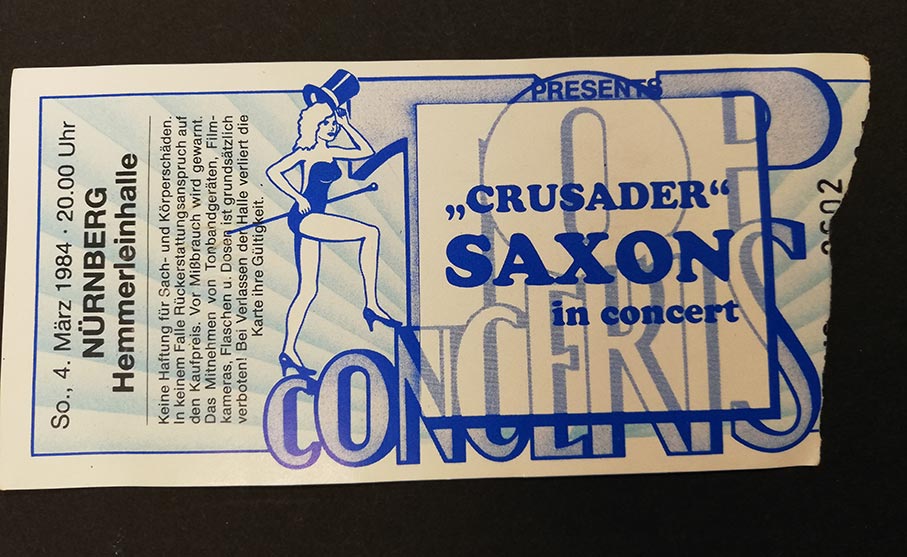 So., 4. März 1984 · 20.00 Uhr
NÜRNBERG
Hemmerleinhalle
Keine Haftung für Sach- und Körperschäden.
In keinem Falle Rückerstattungsanspruch auf
den Kaufpreis. Vor Mißbrauch wird gewarnt.
Das Mitnehmen von Tonbandgeräten, Film-
kameras, Flaschen u. Dosen ist grundsätzlich
verboten! Bei Verlassen der Halle verliert die
Karte Ihre Gültigkeit.
TOP
PRESENTS
CONCERTS
„CRUSADER“
SAXON
in concert